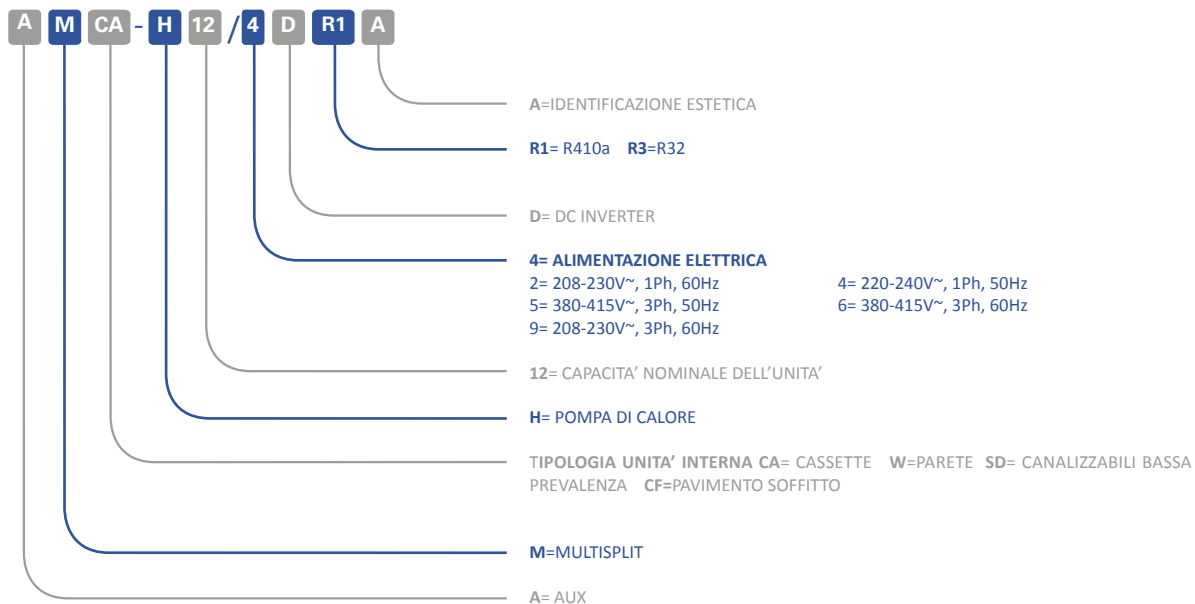 A M CA - H 12 / 4 D R1 A
A=IDENTIFICAZIONE ESTETICA
R1= R410a R3=R32
D= DC INVERTER
4= ALIMENTAZIONE ELETTRICA
2= 208-230V~, 1Ph, 60Hz 4= 220-240V~, 1Ph, 50Hz
5= 380-415V~, 3Ph, 50Hz 6= 380-415V~, 3Ph, 60Hz
9= 208-230V~, 3Ph, 60Hz
12= CAPACITA’ NOMINALE DELL’UNITA’
H= POMPA DI CALORE
TIPOLOGIA UNITA’ INTERNA CA= CASSETTE W=PARETE SD= CANALIZZABILI BASSA
PREVALENZA CF=PAVIMENTO SOFFITTO
M=MULTISPLIT
A= AUX